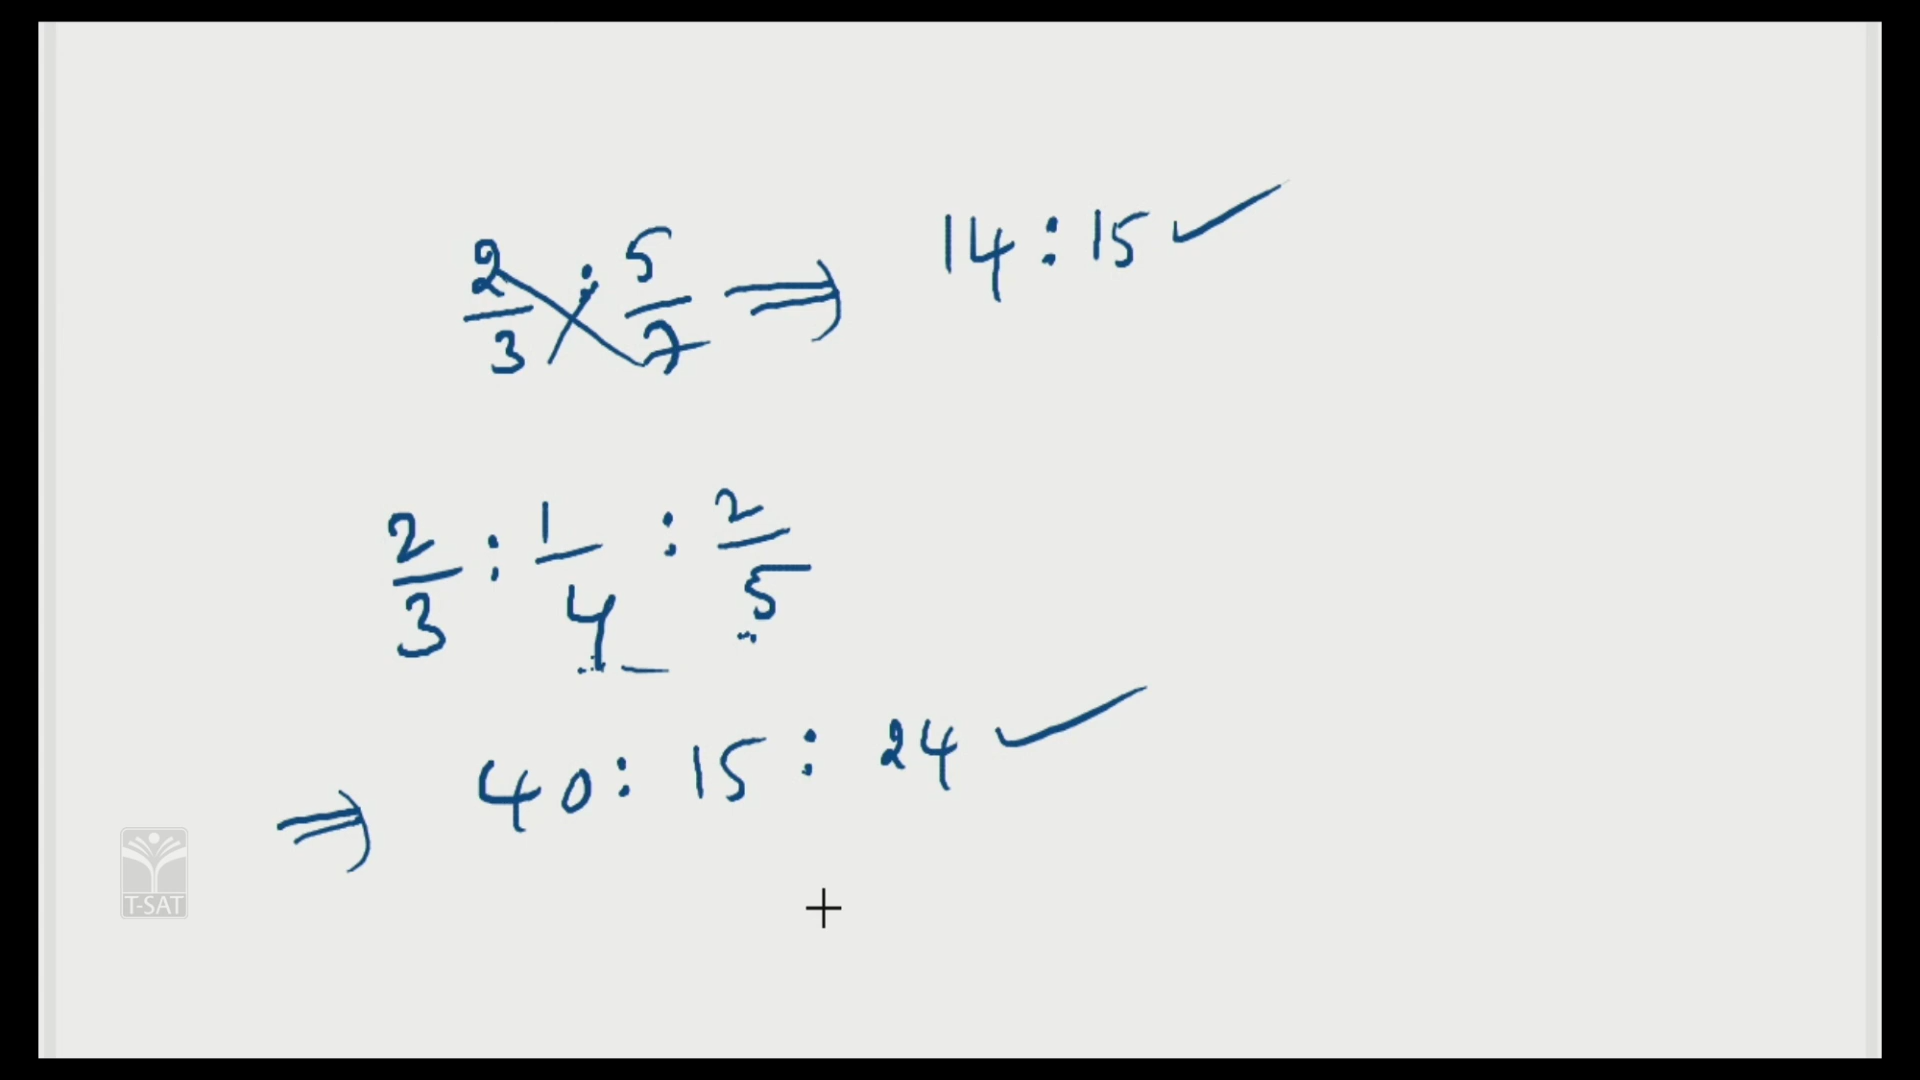 2/3 : 5/7 ⇒ 14 : 15 ✓
2/3 : 1/4 : 2/5
⇒ 40 : 15 : 24 ✓
T-SAT